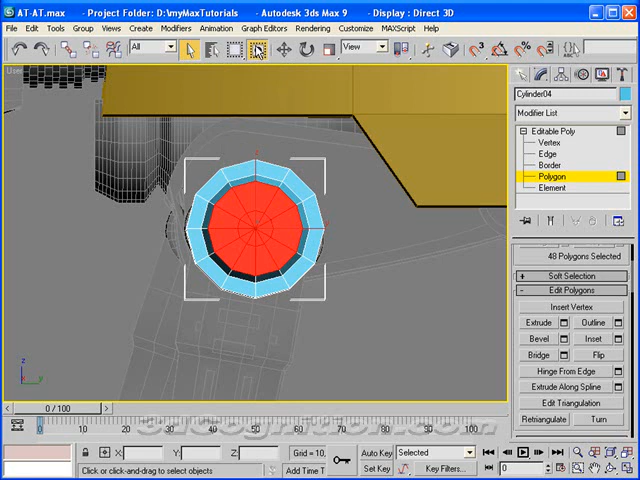 AT-AT.max - Project Folder: D:\myMaxTutorials - Autodesk 3ds Max 9 - Display : Direct 3D
File Edit Tools Group Views Create Modifiers Animation Graph Editors Rendering Customize MAXScript Help
All View
User
Cylinder04
Modifier List
Editable Poly
Vertex
Edge
Border
Polygon
Element
48 Polygons Selected
+ Soft Selection
- Edit Polygons
Insert Vertex
Extrude Outline
Bevel Inset
Bridge Flip
Hinge From Edge
Extrude Along Spline
Edit Triangulation
Retriangulate Turn
z
x y
0 / 100
0 10 20 30 40 50 60 70 80 90 100
X: Y: Z: Grid = 10, Auto Key Selected
Click or click-and-drag to select objects Add Time T Set Key Key Filters... 0